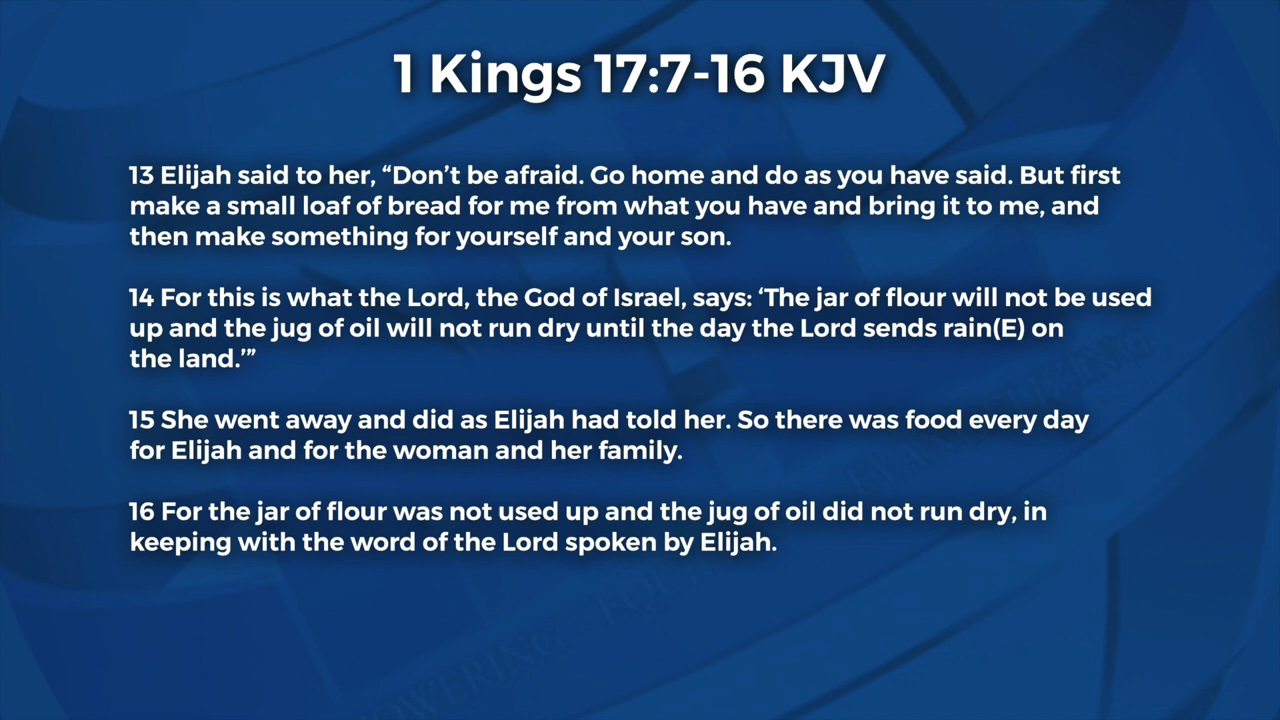 1 Kings 17:7-16 KJV
13 Elijah said to her, “Don’t be afraid. Go home and do as you have said. But first
make a small loaf of bread for me from what you have and bring it to me, and
then make something for yourself and your son.
14 For this is what the Lord, the God of Israel, says: ‘The jar of flour will not be used
up and the jug of oil will not run dry until the day the Lord sends rain(E) on
the land.’”
15 She went away and did as Elijah had told her. So there was food every day
for Elijah and for the woman and her family.
16 For the jar of flour was not used up and the jug of oil did not run dry, in
keeping with the word of the Lord spoken by Elijah.